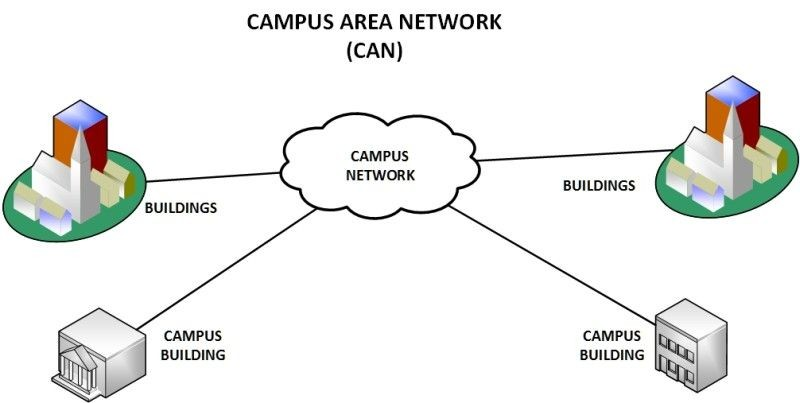 CAMPUS AREA NETWORK
(CAN)
CAMPUS
NETWORK
BUILDINGS
BUILDINGS
CAMPUS
BUILDING
CAMPUS
BUILDING